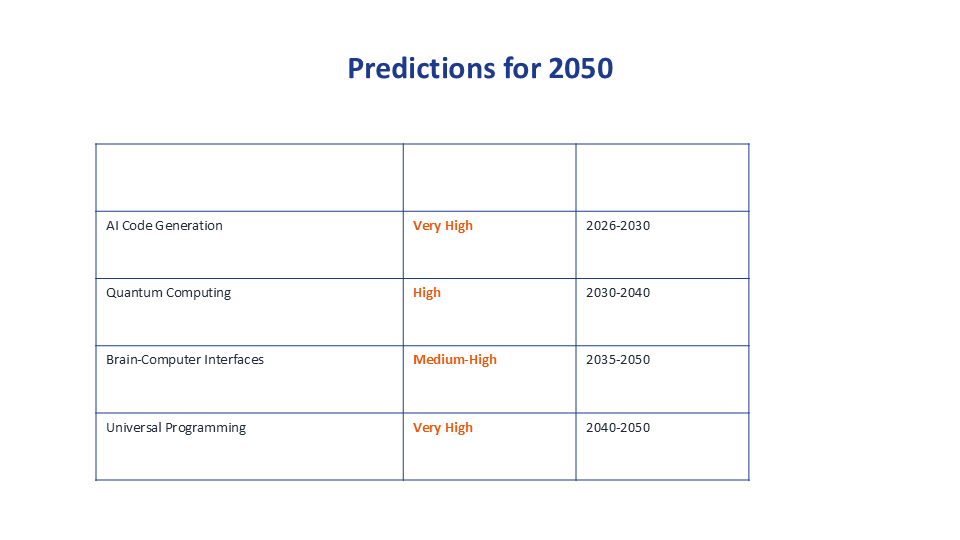 Predictions for 2050
AI Code Generation Very High 2026-2030
Quantum Computing High 2030-2040
Brain-Computer Interfaces Medium-High 2035-2050
Universal Programming Very High 2040-2050